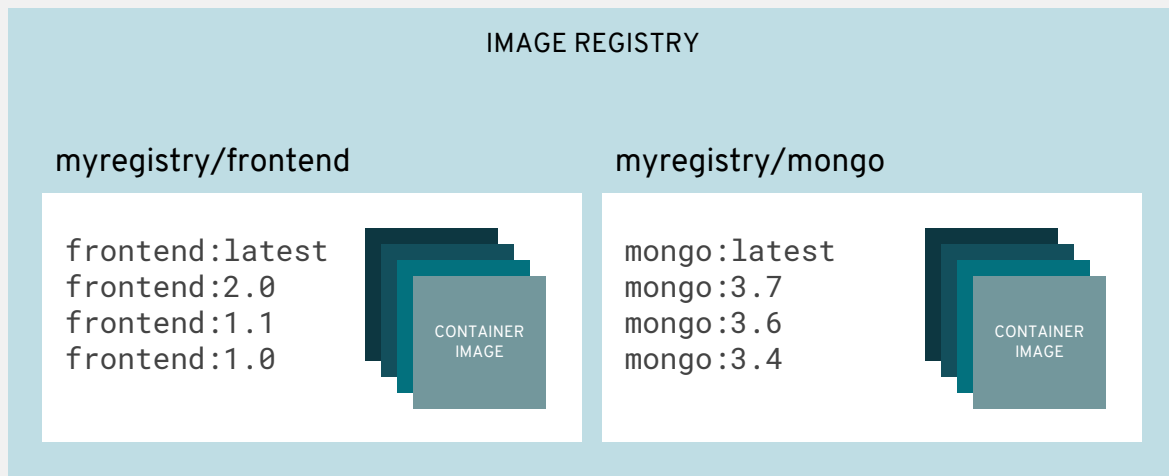 IMAGE REGISTRY
myregistry/frontend
frontend:latest
frontend:2.0
frontend:1.1
frontend:1.0
CONTAINER
IMAGE
myregistry/mongo
mongo:latest
mongo:3.7
mongo:3.6
mongo:3.4
CONTAINER
IMAGE